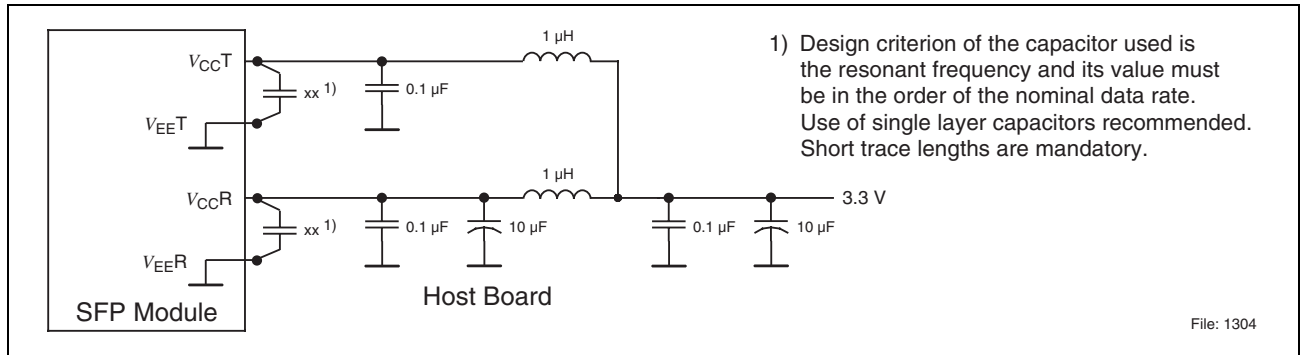 1 µH
1) Design criterion of the capacitor used is
the resonant frequency and its value must
be in the order of the nominal data rate.
Use of single layer capacitors recommended.
Short trace lengths are mandatory.
VCCT
xx 1)
0.1 µF
VEET
1 µH
VCCR
3.3 V
xx 1)
0.1 µF
10 µF
0.1 µF
10 µF
VEER
Host Board
SFP Module
File: 1304